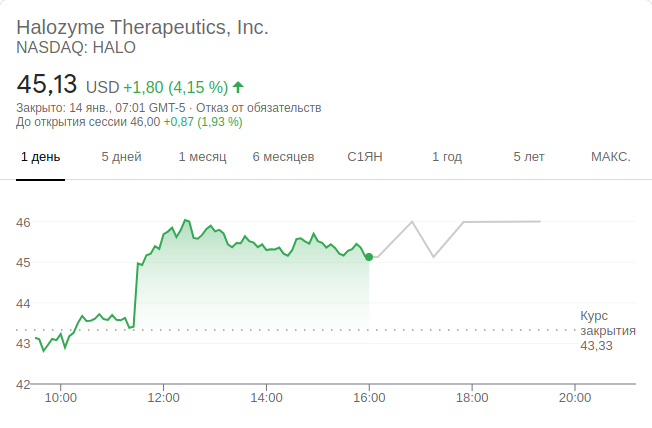 Halozyme Therapeutics, Inc.
NASDAQ: HALO
45,13 USD +1,80 (4,15 %)
Закрыто: 14 янв., 07:01 GMT-5 · Отказ от обязательств
До открытия сессии 46,00 +0,87 (1,93 %)
1 день 5 дней 1 месяц 6 месяцев С1ЯН 1 год 5 лет МАКС.
46
45
44
Курс
закрытия
43,33
43
42
10:00 12:00 14:00 16:00 18:00 20:00